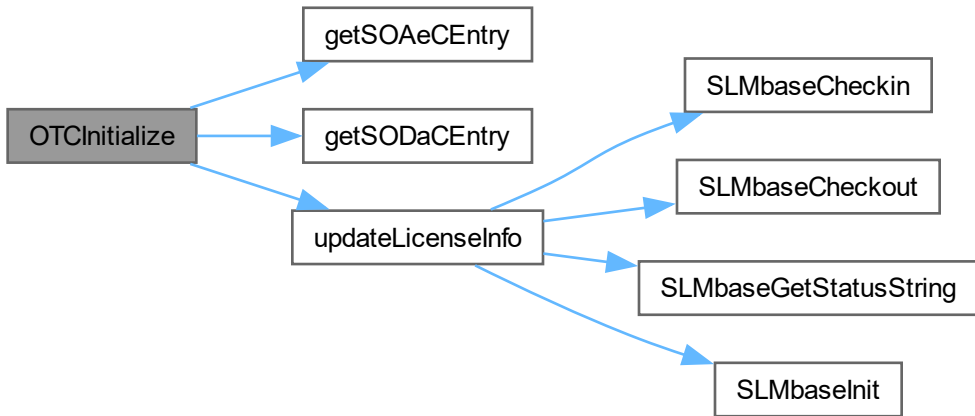 getSOAeCEntry
SLMbaseCheckin
OTCInitialize
getSODaCEntry
SLMbaseCheckout
updateLicenseInfo
SLMbaseGetStatusString
SLMbaseInit